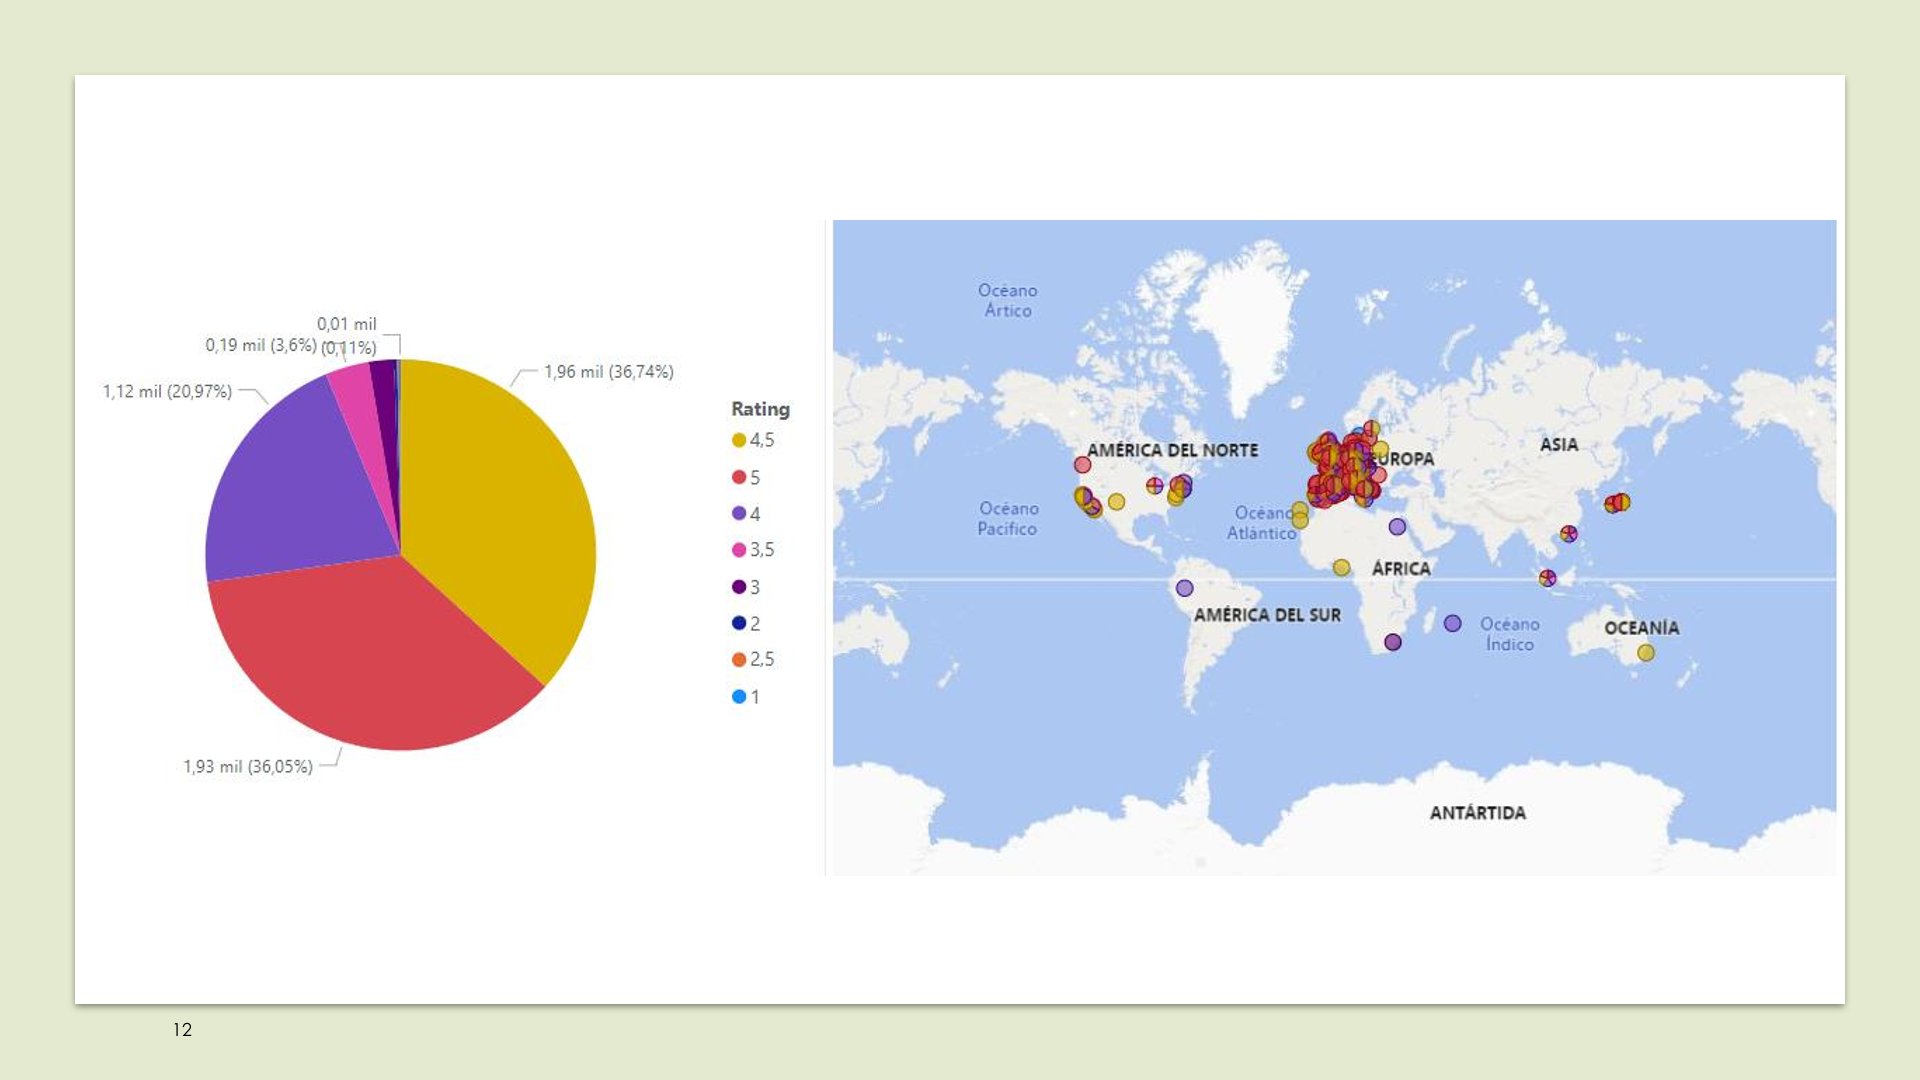 0,01 mil
(0,11%)
0,19 mil (3,6%)
1,12 mil (20,97%)
1,96 mil (36,74%)
1,93 mil (36,05%)
Rating
4,5
5
4
3,5
3
2
2,5
1
Océano
Ártico
AMÉRICA DEL NORTE
EUROPA
ASIA
Océano
Pacífico
Océano
Atlántico
ÁFRICA
AMÉRICA DEL SUR
Océano
Índico
OCEANÍA
ANTÁRTIDA
12